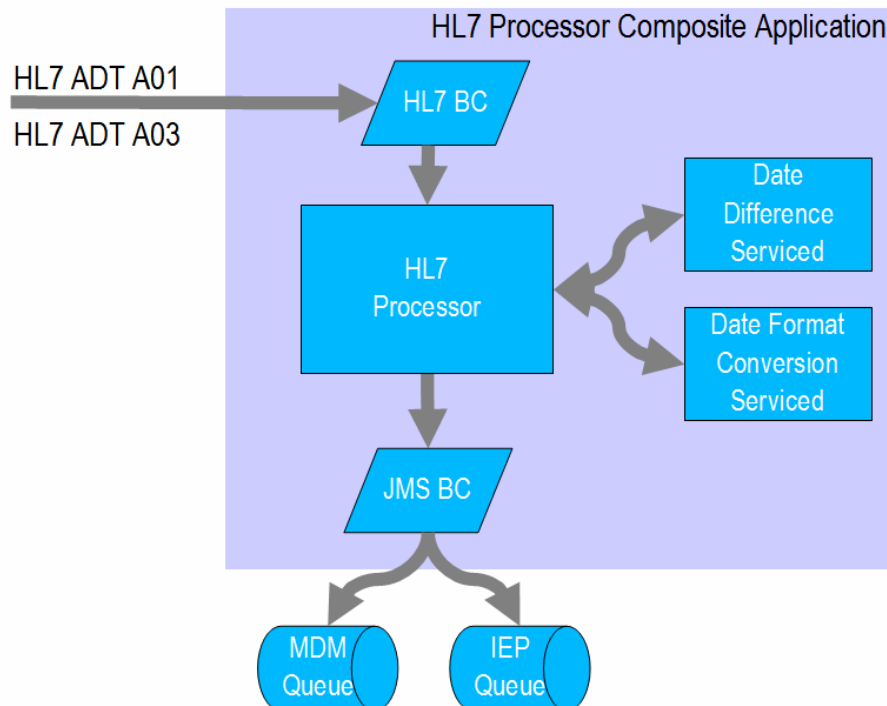 HL7 Processor Composite Application
HL7 ADT A01
HL7 ADT A03
HL7 BC
HL7
Processor
Date
Difference
Serviced
Date Format
Conversion
Serviced
JMS BC
MDM
Queue
IEP
Queue